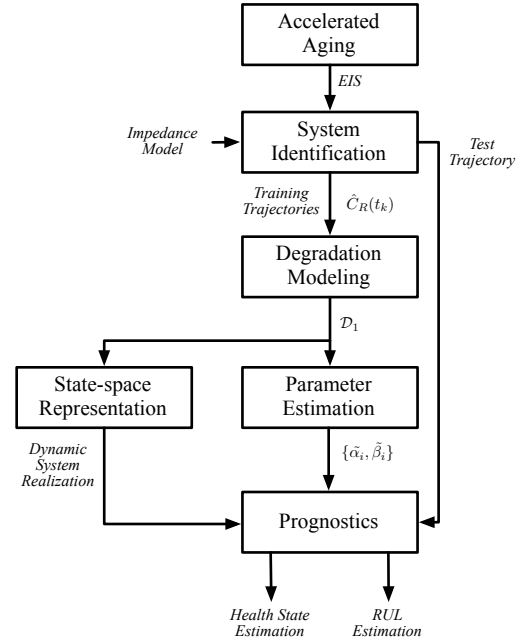 Accelerated
Aging
EIS
Impedance
Model
System
Identification
Test
Trajectory
Training
Trajectories
Ĉ_R(t_k)
Degradation
Modeling
𝒟₁
State-space
Representation
Parameter
Estimation
Dynamic
System
Realization
{α̃_i, β̃_i}
Prognostics
Health State
Estimation
RUL
Estimation